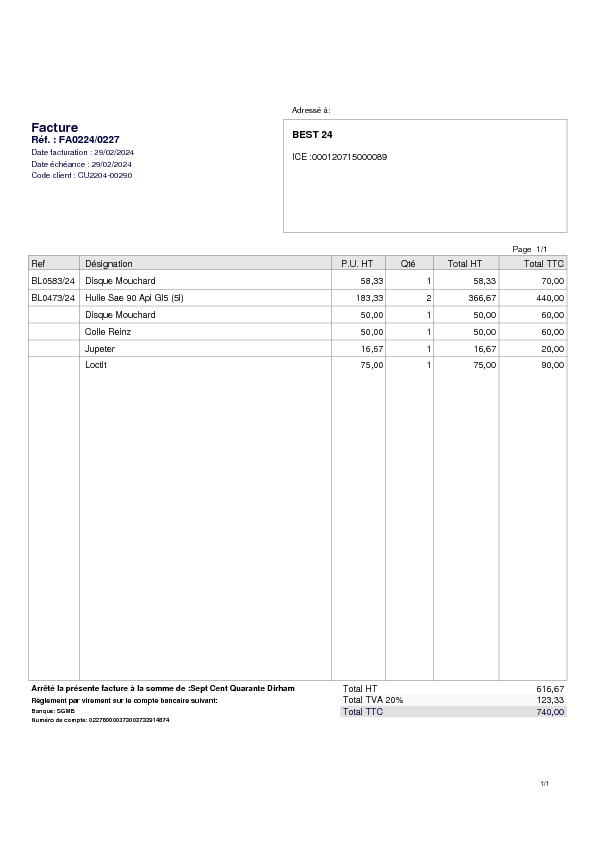 Adressé à:
Facture
Réf. : FA0224/0227
Date facturation : 29/02/2024
Date échéance : 29/02/2024
Code client : CU2204-00290
BEST 24
ICE :000120715000089
Page 1/1
Ref Désignation P.U. HT Qté Total HT Total TTC
BL0583/24 Disque Mouchard 58,33 1 58,33 70,00
BL0473/24 Huile Sae 90 Api Gl5 (5l) 183,33 2 366,67 440,00
Disque Mouchard 50,00 1 50,00 60,00
Colle Reinz 50,00 1 50,00 60,00
Jupeter 16,67 1 16,67 20,00
Loctit 75,00 1 75,00 90,00
Arrêté la présente facture à la somme de :Sept Cent Quarante Dirham
Règlement par virement sur le compte bancaire suivant:
Banque: SGMB
Numéro de compte:
Total HT 616,67
Total TVA 20% 123,33
Total TTC 740,00
1/1